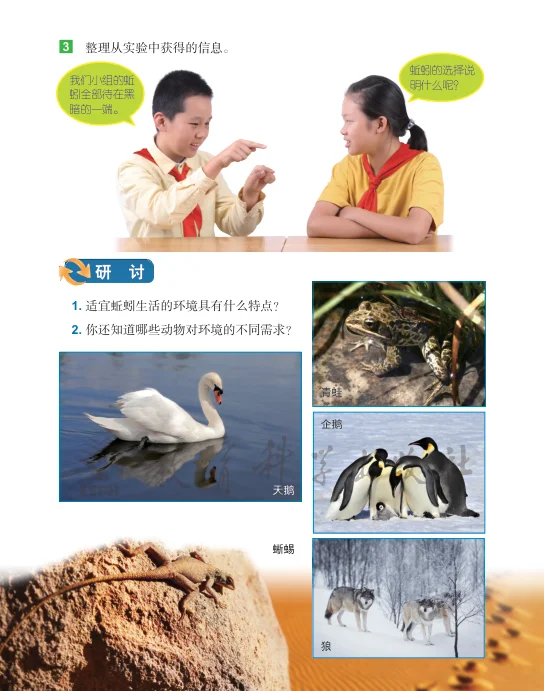 3 整理从实验中获得的信息。
我们小组的蚯
蚓全部待在黑
暗的一端。
蚯蚓的选择说
明什么呢?
研 讨
1. 适宜蚯蚓生活的环境具有什么特点?
2. 你还知道哪些动物对环境的不同需求?
青蛙
企鹅
天鹅
蜥蜴
狼